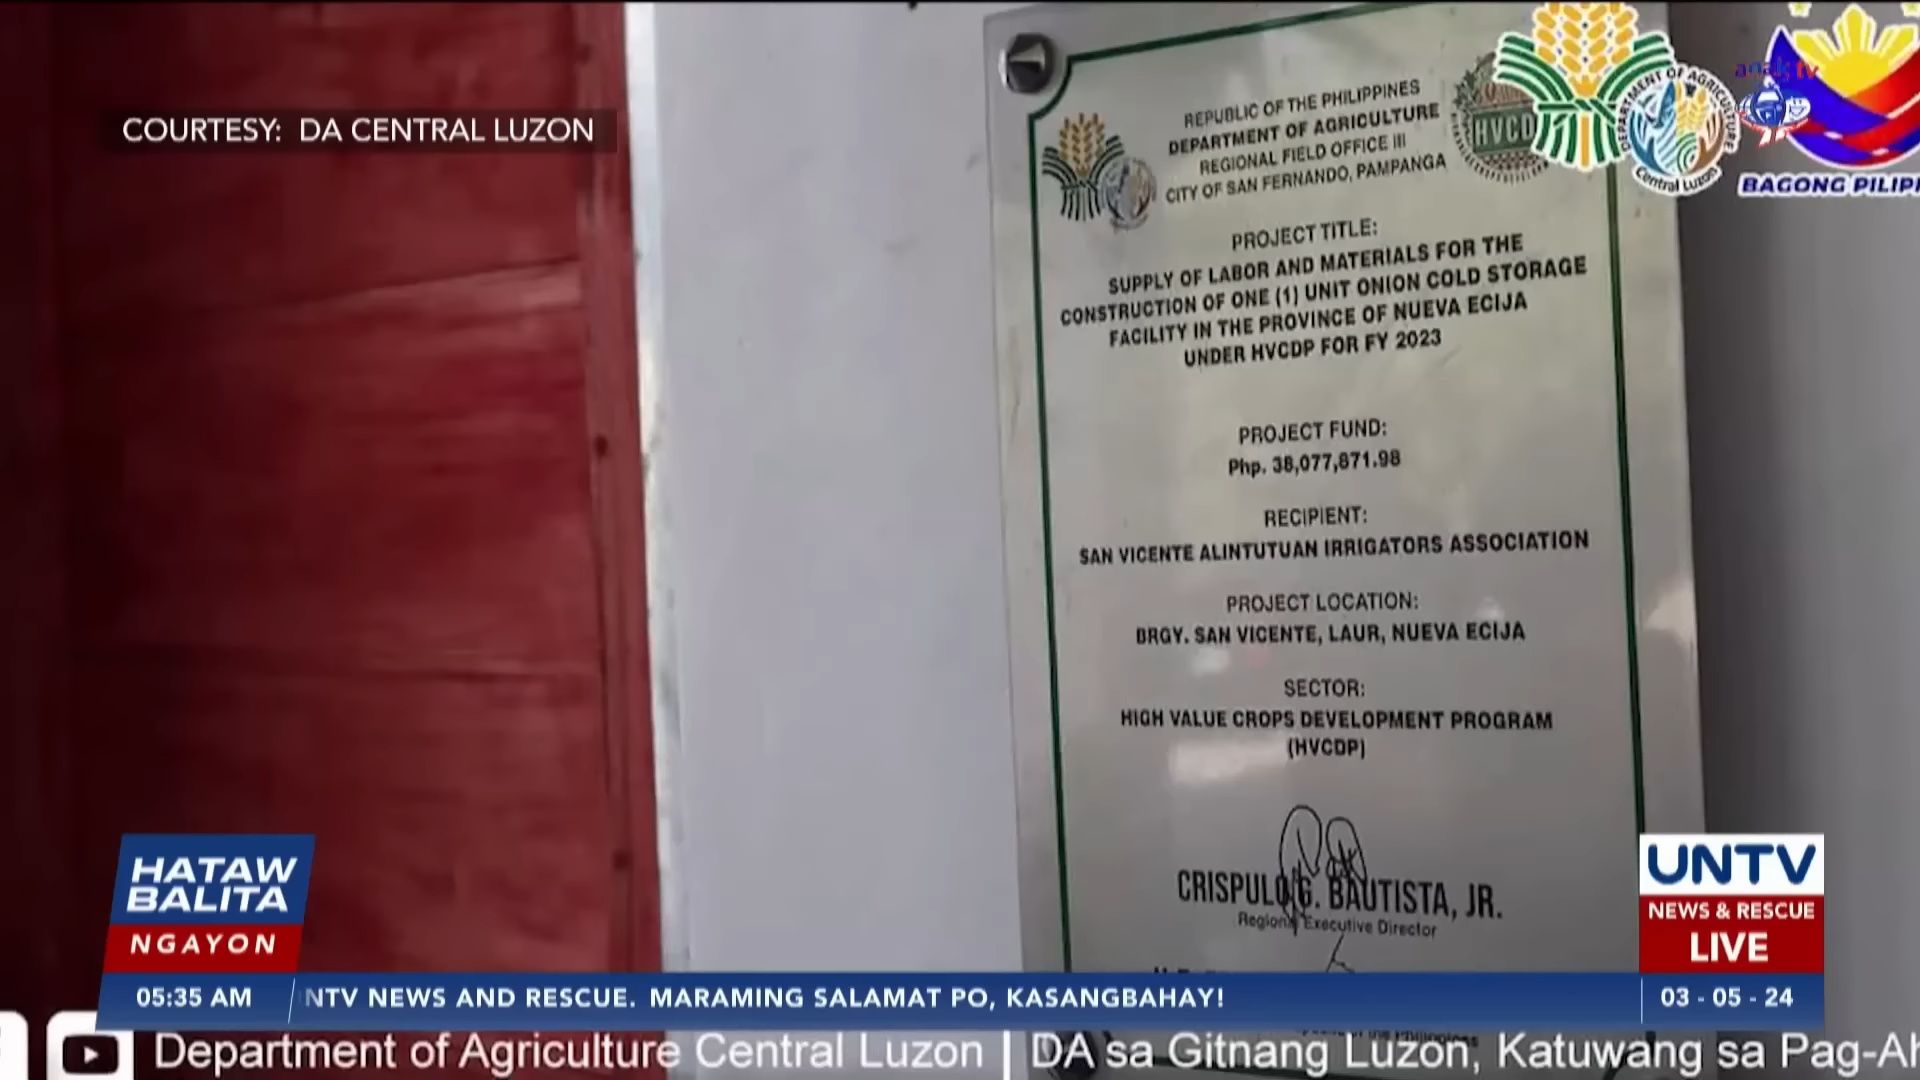 COURTESY: DA CENTRAL LUZON
REPUBLIC OF THE PHILIPPINES
DEPARTMENT OF AGRICULTURE
REGIONAL FIELD OFFICE III
CITY OF SAN FERNANDO, PAMPANGA
HVCD
DEPARTMENT OF AGRICULTURE
Central Luzon
anak tv
BAGONG PILIPI
PROJECT TITLE:
SUPPLY OF LABOR AND MATERIALS FOR THE
CONSTRUCTION OF ONE (1) UNIT ONION COLD STORAGE
FACILITY IN THE PROVINCE OF NUEVA ECIJA
UNDER HVCDP FOR FY 2023
PROJECT FUND:
Php. 38,077,871.98
RECIPIENT:
SAN VICENTE ALINTUTUAN IRRIGATORS ASSOCIATION
PROJECT LOCATION:
BRGY. SAN VICENTE, LAUR, NUEVA ECIJA
SECTOR:
HIGH VALUE CROPS DEVELOPMENT PROGRAM
(HVCDP)
CRISPULO G. BAUTISTA, JR.
Regional Executive Director
HATAW
BALITA
NGAYON
UNTV
NEWS & RESCUE
LIVE
05:35 AM
NTV NEWS AND RESCUE. MARAMING SALAMAT PO, KASANGBAHAY!
03 - 05 - 24
Department of Agriculture Central Luzon | DA sa Gitnang Luzon, Katuwang sa Pag-Ah